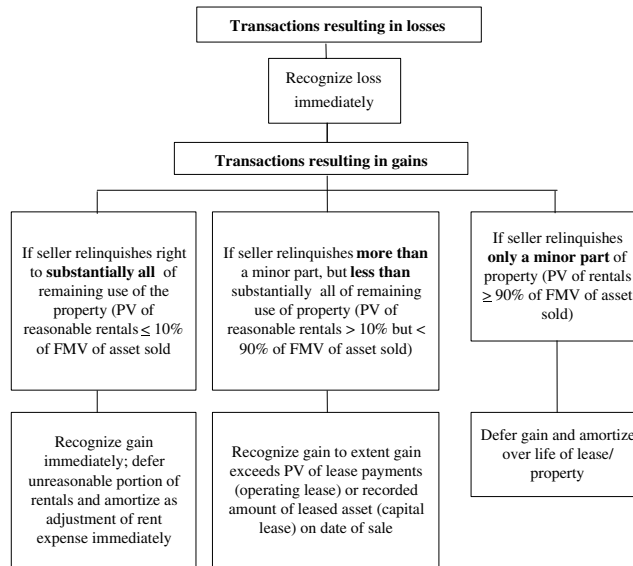 Transactions resulting in losses
Recognize loss
immediately
Transactions resulting in gains
If seller relinquishes right
to substantially all of
remaining use of the
property (PV of
reasonable rentals ≤ 10%
of FMV of asset sold
If seller relinquishes more than
a minor part, but less than
substantially all of remaining
use of property (PV of
reasonable rentals > 10% but <
90% of FMV of asset sold)
If seller relinquishes
only a minor part of
property (PV of rentals
≥ 90% of FMV of asset
sold)
Recognize gain
immediately; defer
unreasonable portion of
rentals and amortize as
adjustment of rent
expense immediately
Recognize gain to extent gain
exceeds PV of lease payments
(operating lease) or recorded
amount of leased asset (capital
lease) on date of sale
Defer gain and amortize
over life of lease/
property